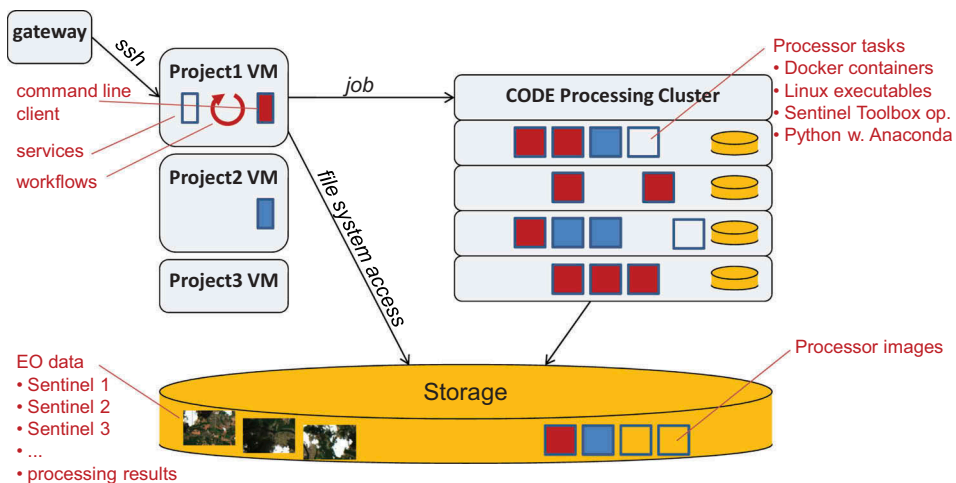 gateway
ssh
Project1 VM
command line
client
services
workflows
job
CODE Processing Cluster
Processor tasks
• Docker containers
• Linux executables
• Sentinel Toolbox op.
• Python w. Anaconda
Project2 VM
file system access
Project3 VM
EO data
• Sentinel 1
• Sentinel 2
• Sentinel 3
• ...
• processing results
Storage
Processor images